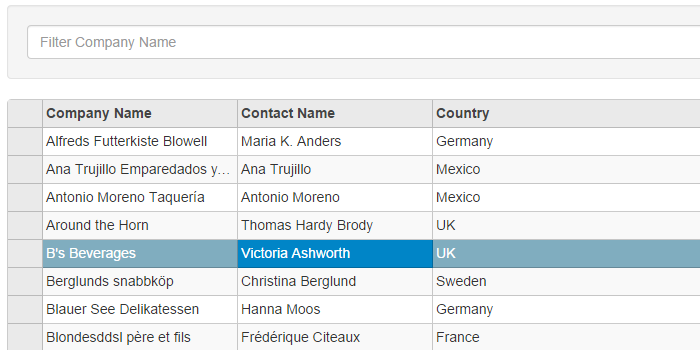 Filter Company Name
Company Name Contact Name Country
Alfreds Futterkiste Blowell Maria K. Anders Germany
Ana Trujillo Emparedados y... Ana Trujillo Mexico
Antonio Moreno Taquería Antonio Moreno Mexico
Around the Horn Thomas Hardy Brody UK
B's Beverages Victoria Ashworth UK
Berglunds snabbköp Christina Berglund Sweden
Blauer See Delikatessen Hanna Moos Germany
Blondesddsl père et fils Frédérique Citeaux France